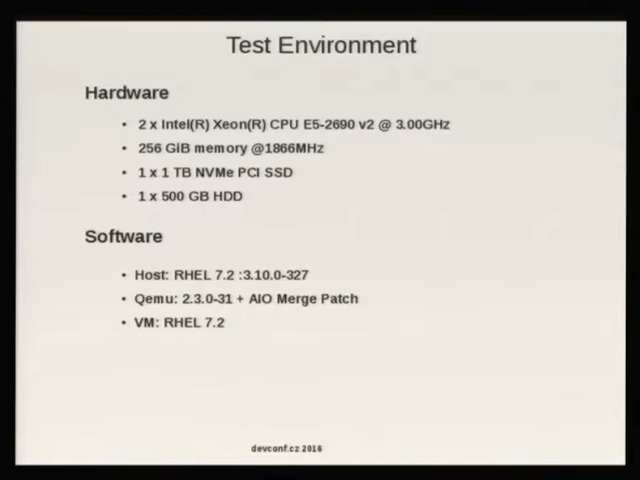 Test Environment
Hardware
• 2 x Intel(R) Xeon(R) CPU E5-2690 v2 @ 3.00GHz
• 256 GiB memory @1866MHz
• 1 x 1 TB NVMe PCI SSD
• 1 x 500 GB HDD
Software
• Host: RHEL 7.2 :3.10.0-327
• Qemu: 2.3.0-31 + AIO Merge Patch
• VM: RHEL 7.2
devconf.cz 2016